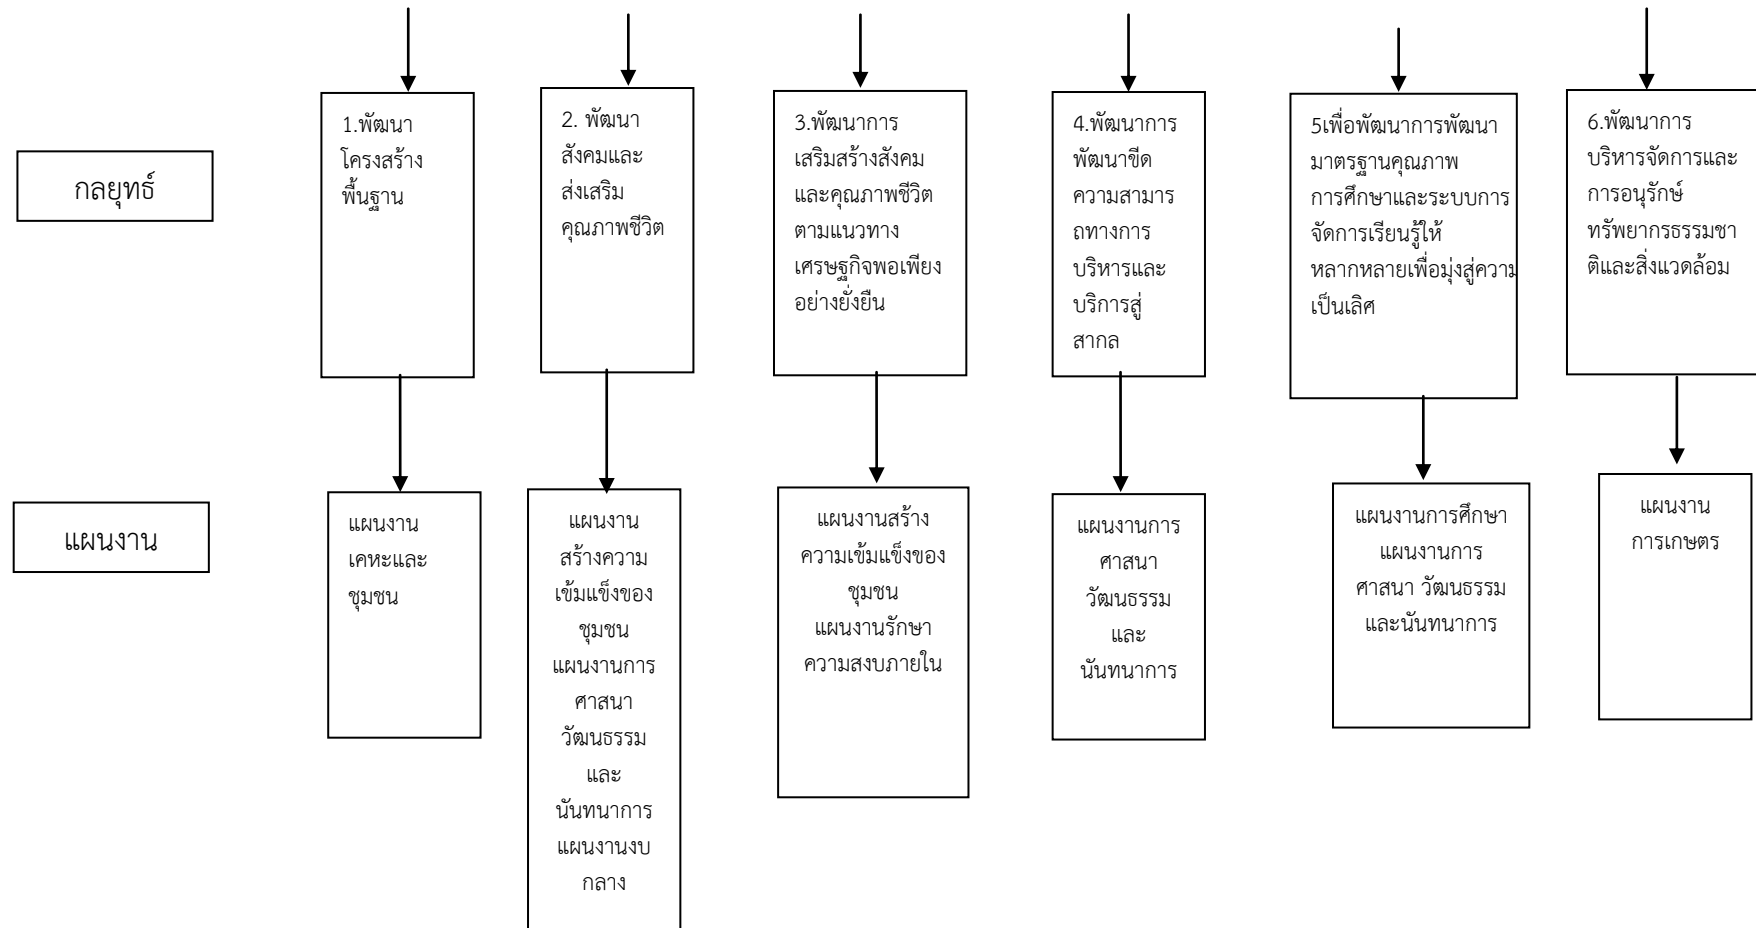 กลยุทธ์
1.พัฒนา
โครงสร้าง
พื้นฐาน
2. พัฒนา
สังคมและ
ส่งเสริม
คุณภาพชีวิต
3.พัฒนาการ
เสริมสร้างสังคม
และคุณภาพชีวิต
ตามแนวทาง
เศรษฐกิจพอเพียง
อย่างยั่งยืน
4.พัฒนาการ
พัฒนาขีด
ความสามาร
ถทางการ
บริหารและ
บริการสู่
สากล
5เพื่อพัฒนาการพัฒนา
มาตรฐานคุณภาพ
การศึกษาและระบบการ
จัดการเรียนรู้ให้
หลากหลายเพื่อมุ่งสู่ความ
เป็นเลิศ
6.พัฒนาการ
บริหารจัดการและ
การอนุรักษ์
ทรัพยากรธรรมชา
ติและสิ่งแวดล้อม
แผนงาน
แผนงาน
เคหะและ
ชุมชน
แผนงาน
สร้างความ
เข้มแข็งของ
ชุมชน
แผนงานการ
ศาสนา
วัฒนธรรม
และ
นันทนาการ
แผนงานงบ
กลาง
แผนงานสร้าง
ความเข้มแข็งของ
ชุมชน
แผนงานรักษา
ความสงบภายใน
แผนงานการ
ศาสนา
วัฒนธรรม
และ
นันทนาการ
แผนงานการศึกษา
แผนงานการ
ศาสนา วัฒนธรรม
และนันทนาการ
แผนงาน
การเกษตร